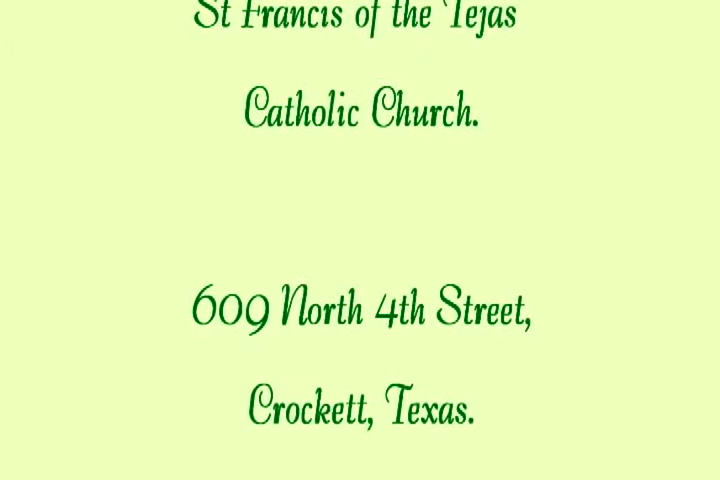 St Francis of the Tejas
Catholic Church.
609 North 4th Street,
Crockett, Texas.